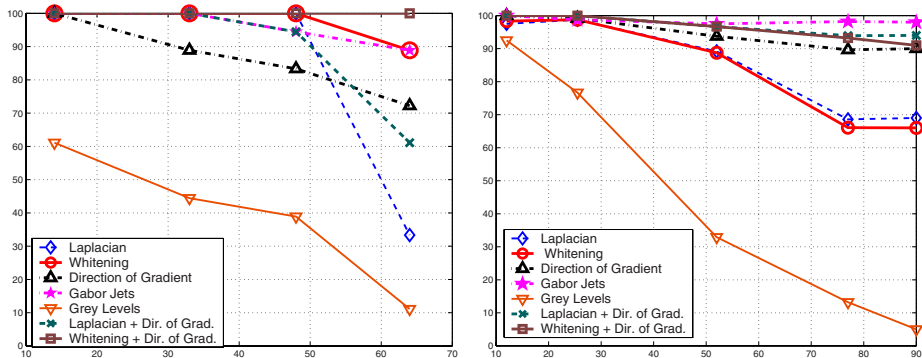 100
90
80
70
60
50
40
30
20
10
0
10 20 30 40 50 60 70
Laplacian
Whitening
Direction of Gradient
Gabor Jets
Grey Levels
Laplacian + Dir. of Grad.
Whitening + Dir. of Grad.
100
90
80
70
60
50
40
30
20
10
0
10 20 30 40 50 60 70 80 90
Laplacian
Whitening
Direction of Gradient
Gabor Jets
Grey Levels
Laplacian + Dir. of Grad.
Whitening + Dir. of Grad.